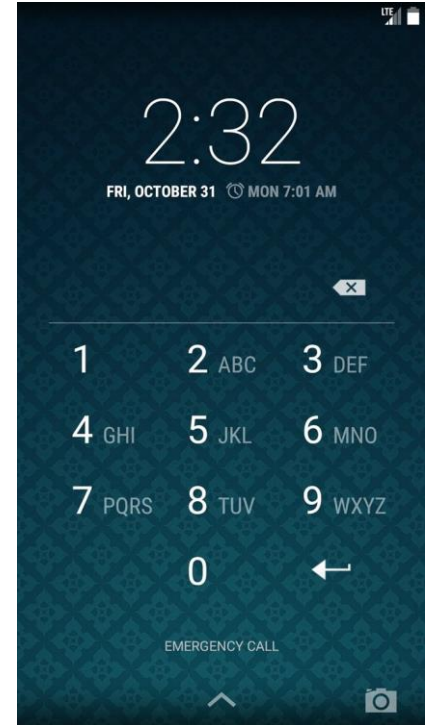 LTE
2:32
FRI, OCTOBER 31 MON 7:01 AM
1 2 ABC 3 DEF
4 GHI 5 JKL 6 MNO
7 PQRS 8 TUV 9 WXYZ
0
EMERGENCY CALL